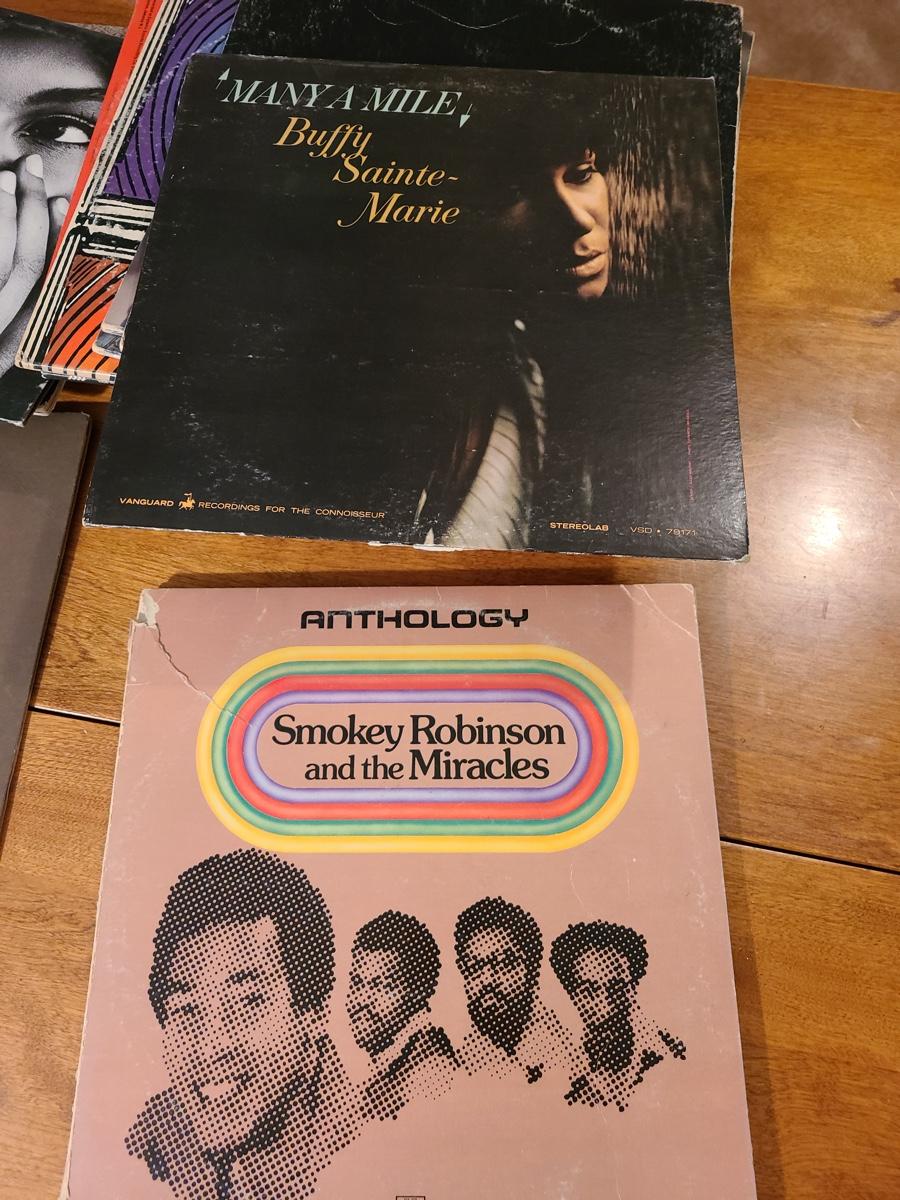 MANY A MILE
Buffy
Sainte-
Marie
VANGUARD RECORDINGS FOR THE CONNOISSEUR
STEREOLAB VSD • 79171
ANTHOLOGY
Smokey Robinson
and the Miracles